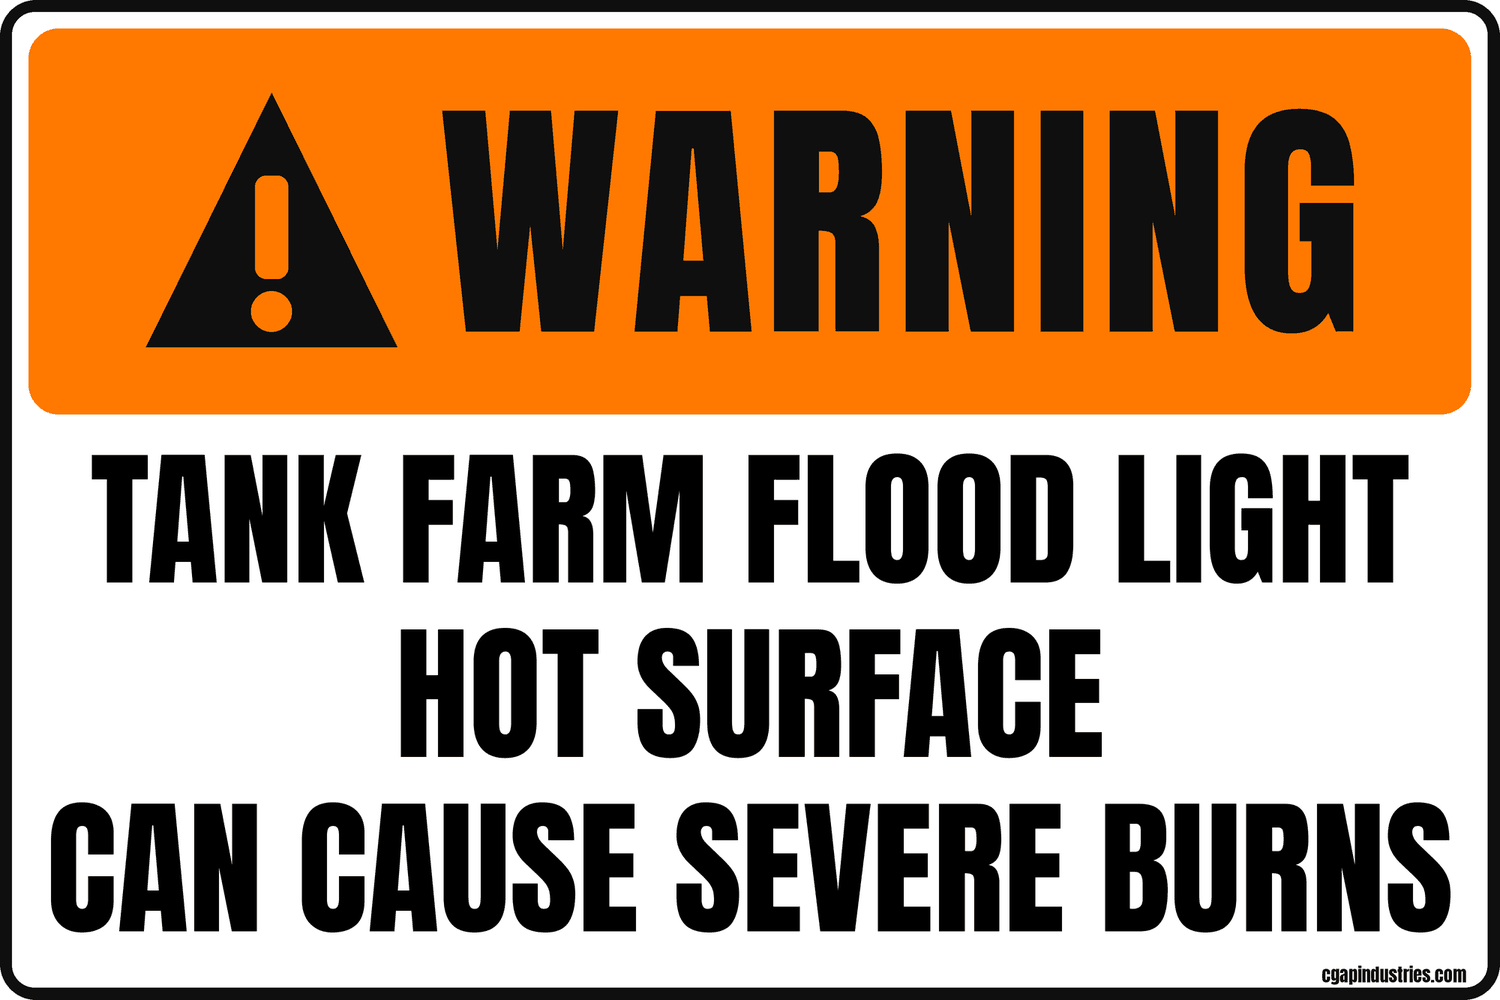 WARNING
TANK FARM FLOOD LIGHT
HOT SURFACE
CAN CAUSE SEVERE BURNS
cgapindustries.com